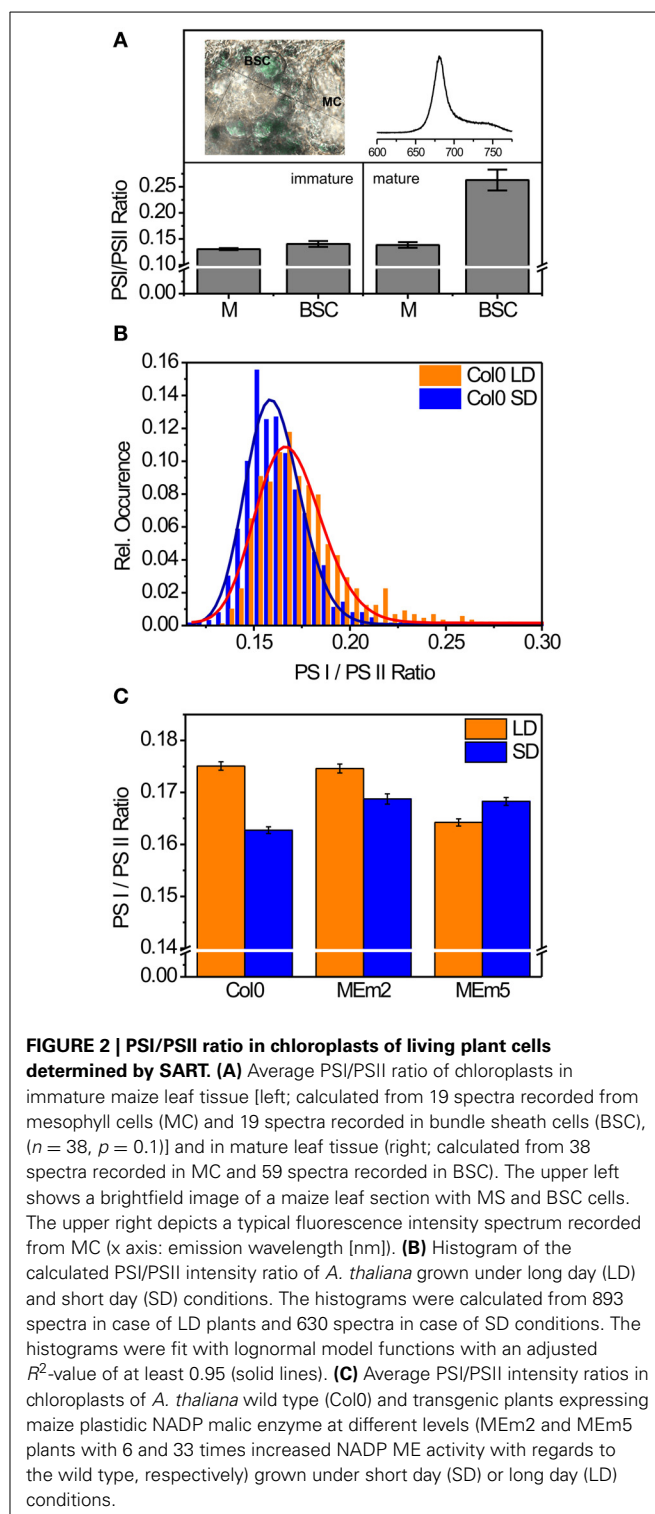 A
BSC
MC
600 650 700 750
immature mature
PSI/PSII Ratio
0.25
0.20
0.15
0.10
0.00
M BSC M BSC
B
Col0 LD
Col0 SD
Rel. Occurence
0.16
0.14
0.12
0.10
0.08
0.06
0.04
0.02
0.00
0.15 0.20 0.25 0.30
PS I / PS II Ratio
C
LD
SD
PS I / PS II Ratio
0.18
0.17
0.16
0.15
0.14
0.00
Col0 MEm2 MEm5
FIGURE 2 | PSI/PSII ratio in chloroplasts of living plant cells
determined by SART. (A) Average PSI/PSII ratio of chloroplasts in
immature maize leaf tissue [left; calculated from 19 spectra recorded from
mesophyll cells (MC) and 19 spectra recorded in bundle sheath cells (BSC),
(n = 38, p = 0.1)] and in mature leaf tissue (right; calculated from 38
spectra recorded in MC and 59 spectra recorded in BSC). The upper left
shows a brightfield image of a maize leaf section with MS and BSC cells.
The upper right depicts a typical fluorescence intensity spectrum recorded
from MC (x axis: emission wavelength [nm]). (B) Histogram of the
calculated PSI/PSII intensity ratio of A. thaliana grown under long day (LD)
and short day (SD) conditions. The histograms were calculated from 893
spectra in case of LD plants and 630 spectra in case of SD conditions. The
histograms were fit with lognormal model functions with an adjusted
R²-value of at least 0.95 (solid lines). (C) Average PSI/PSII intensity ratios in
chloroplasts of A. thaliana wild type (Col0) and transgenic plants expressing
maize plastidic NADP malic enzyme at different levels (MEm2 and MEm5
plants with 6 and 33 times increased NADP ME activity with regards to
the wild type, respectively) grown under short day (SD) or long day (LD)
conditions.